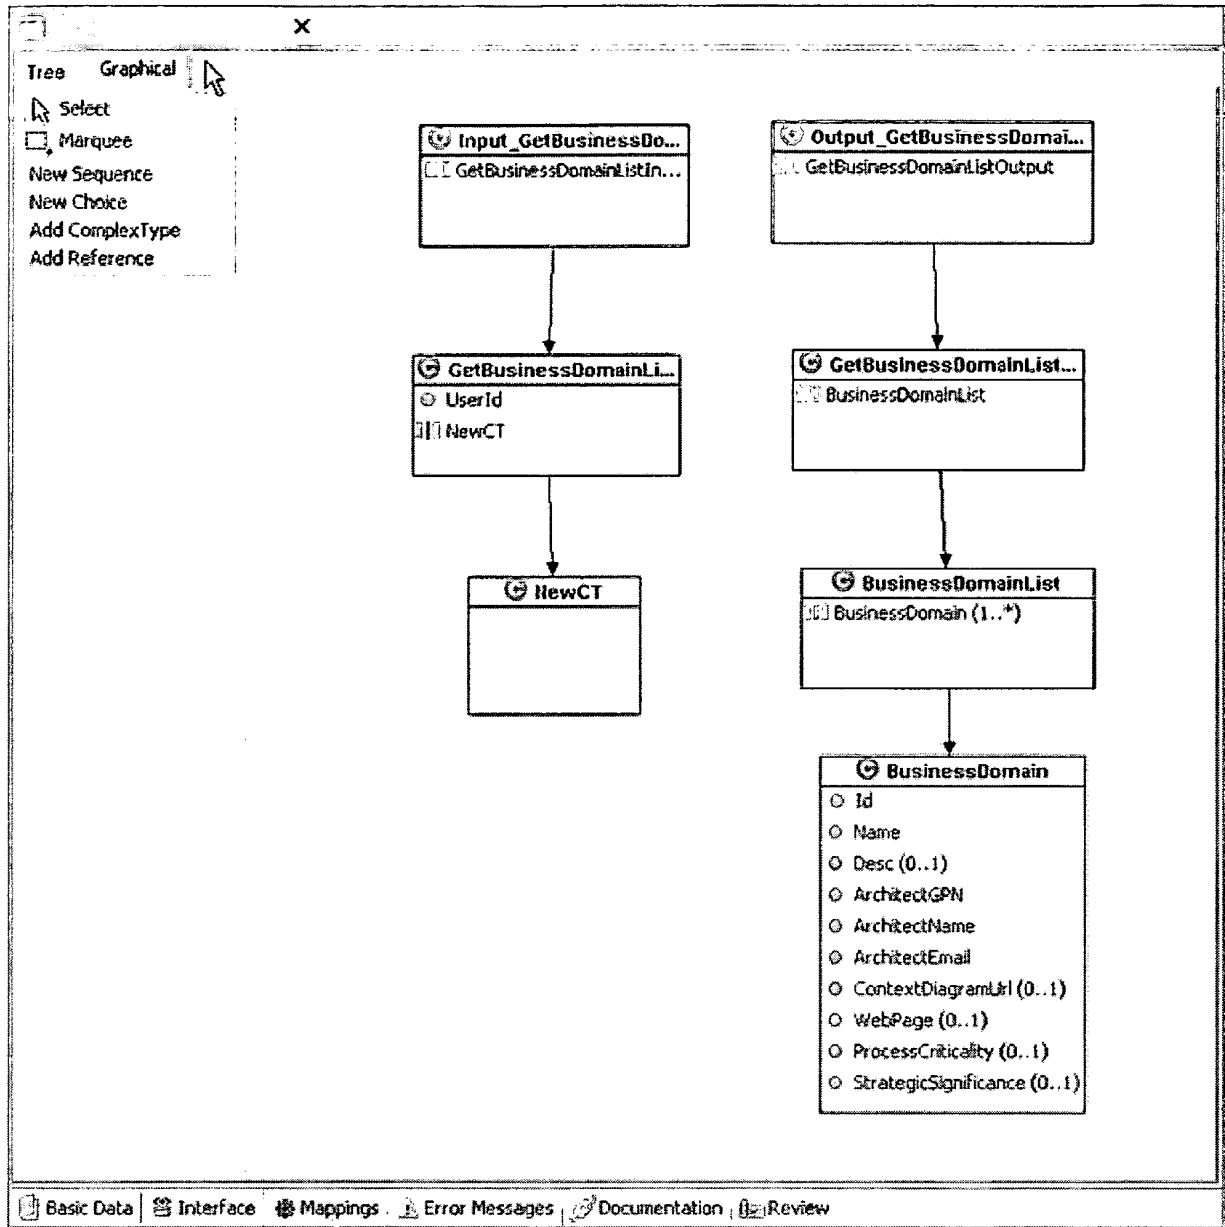 X
Tree Graphical
Select
Marquee
New Sequence
New Choice
Add ComplexType
Add Reference
Input_GetBusinessDo...
GetBusinessDomainListIn...
GetBusinessDomainLi...
UserId
NewCT
NewCT
Output_GetBusinessDomai...
GetBusinessDomainListOutput
GetBusinessDomainList...
BusinessDomainList
BusinessDomainList
BusinessDomain (1..*)
BusinessDomain
Id
Name
Desc (0..1)
ArchitectGPN
ArchitectName
ArchitectEmail
ContextDiagramUrl (0..1)
WebPage (0..1)
ProcessCriticality (0..1)
StrategicSignificance (0..1)
Basic Data Interface Mappings Error Messages Documentation Review